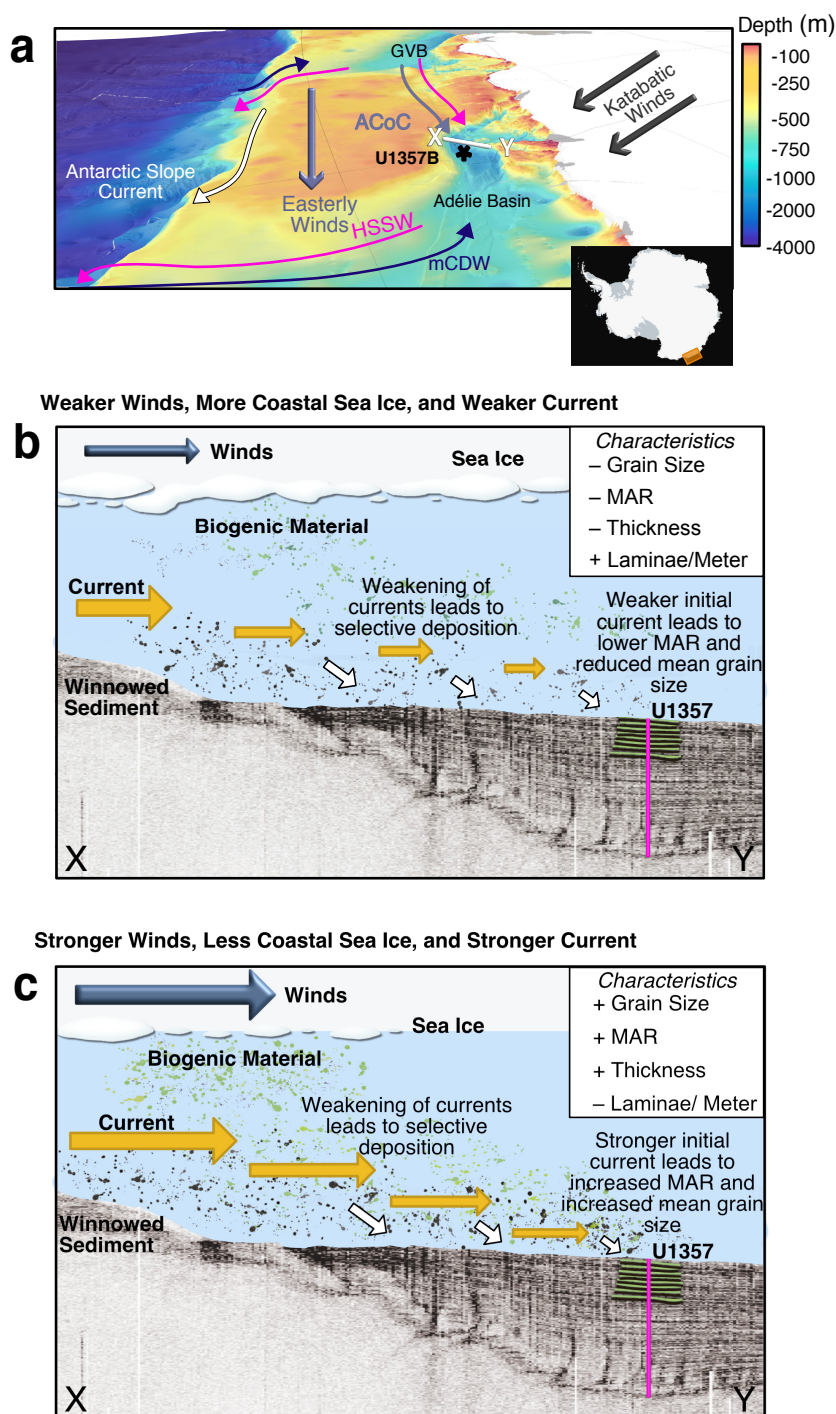 a
Depth (m)
-100
-250
-500
-750
-1000
-2000
-4000
GVB
Katabatic
Winds
ACoC
X
Y
U1357B
Antarctic Slope
Current
Easterly
Winds
HSSW
Adélie Basin
mCDW
Weaker Winds, More Coastal Sea Ice, and Weaker Current
b
Winds
Sea Ice
Characteristics
– Grain Size
– MAR
– Thickness
+ Laminae/Meter
Biogenic Material
Current
Weakening of
currents leads to
selective deposition
Weaker initial
current leads to
lower MAR and
reduced mean grain
size
Winnowed
Sediment
U1357
X
Y
Stronger Winds, Less Coastal Sea Ice, and Stronger Current
c
Winds
Sea Ice
Characteristics
+ Grain Size
+ MAR
+ Thickness
– Laminae/ Meter
Biogenic Material
Current
Weakening of currents
leads to selective
deposition
Stronger initial
current leads to
increased MAR and
increased mean grain
size
Winnowed
Sediment
U1357
X
Y